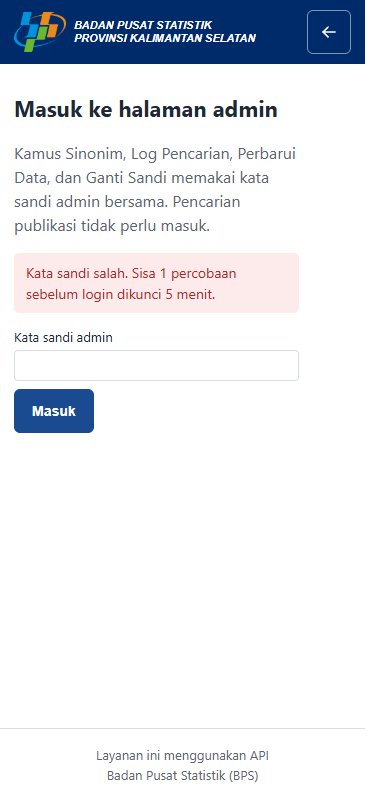 BADAN PUSAT STATISTIK
PROVINSI KALIMANTAN SELATAN
Masuk ke halaman admin
Kamus Sinonim, Log Pencarian, Perbarui
Data, dan Ganti Sandi memakai kata
sandi admin bersama. Pencarian
publikasi tidak perlu masuk.
Kata sandi salah. Sisa 1 percobaan
sebelum login dikunci 5 menit.
Kata sandi admin
Masuk
Layanan ini menggunakan API
Badan Pusat Statistik (BPS)